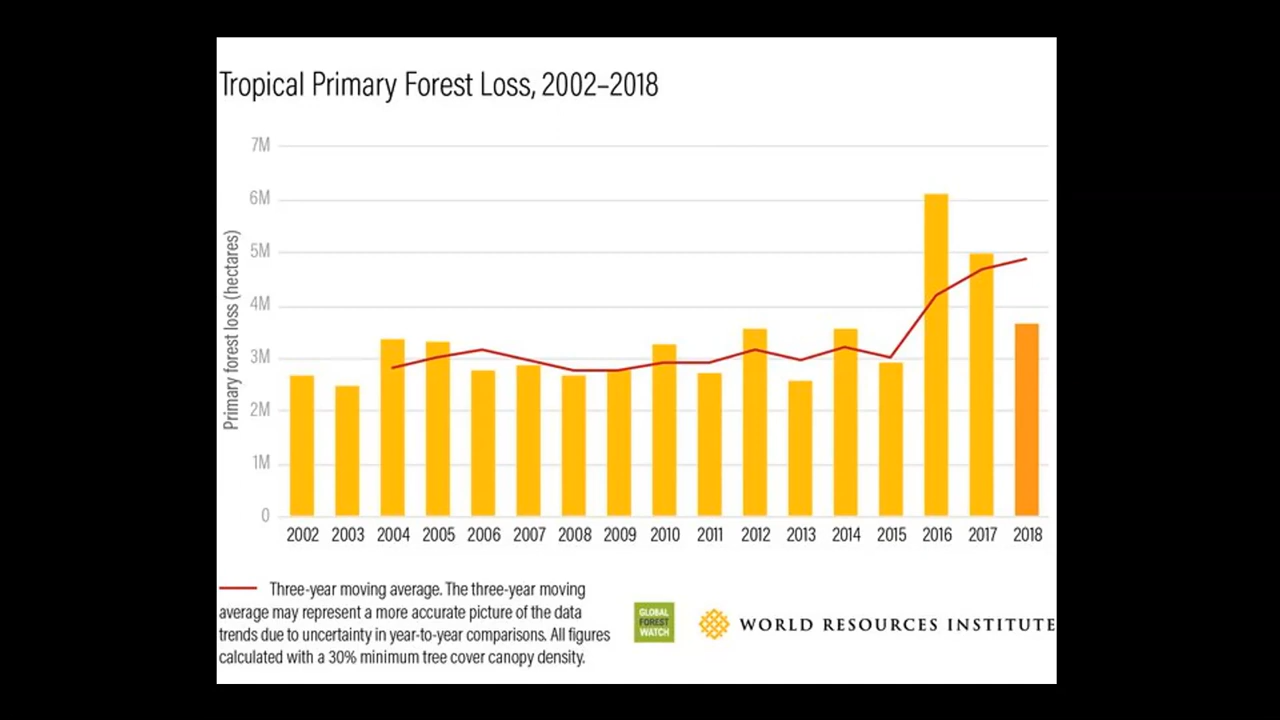 Tropical Primary Forest Loss, 2002–2018
Primary forest loss (hectares)
7M
6M
5M
4M
3M
2M
1M
0
2002 2003 2004 2005 2006 2007 2008 2009 2010 2011 2012 2013 2014 2015 2016 2017 2018
Three-year moving average. The three-year moving
average may represent a more accurate picture of the data
trends due to uncertainty in year-to-year comparisons. All figures
calculated with a 30% minimum tree cover canopy density.
GLOBAL
FOREST
WATCH
WORLD RESOURCES INSTITUTE